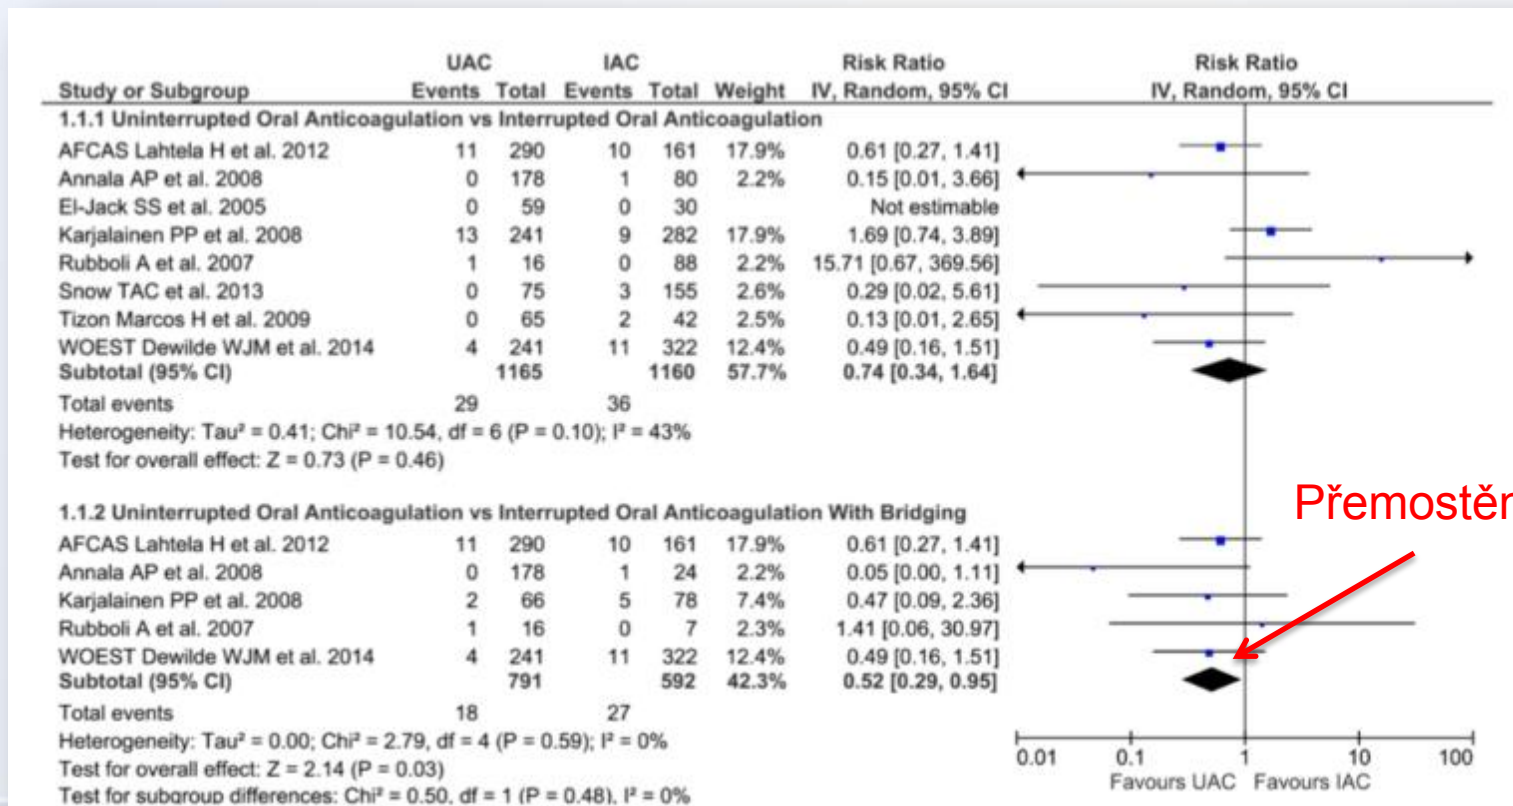 UAC IAC Risk Ratio Risk Ratio
Study or Subgroup Events Total Events Total Weight IV, Random, 95% CI IV, Random, 95% CI
1.1.1 Uninterrupted Oral Anticoagulation vs Interrupted Oral Anticoagulation
AFCAS Lahtela H et al. 2012 11 290 10 161 17.9% 0.61 [0.27, 1.41]
Annala AP et al. 2008 0 178 1 80 2.2% 0.15 [0.01, 3.66]
El-Jack SS et al. 2005 0 59 0 30 Not estimable
Karjalainen PP et al. 2008 13 241 9 282 17.9% 1.69 [0.74, 3.89]
Rubboli A et al. 2007 1 16 0 88 2.2% 15.71 [0.67, 369.56]
Snow TAC et al. 2013 0 75 3 155 2.6% 0.29 [0.02, 5.61]
Tizon Marcos H et al. 2009 0 65 2 42 2.5% 0.13 [0.01, 2.65]
WOEST Dewilde WJM et al. 2014 4 241 11 322 12.4% 0.49 [0.16, 1.51]
Subtotal (95% CI) 1165 1160 57.7% 0.74 [0.34, 1.64]
Total events 29 36
Heterogeneity: Tau² = 0.41; Chi² = 10.54, df = 6 (P = 0.10); I² = 43%
Test for overall effect: Z = 0.73 (P = 0.46)
Přemostěn
1.1.2 Uninterrupted Oral Anticoagulation vs Interrupted Oral Anticoagulation With Bridging
AFCAS Lahtela H et al. 2012 11 290 10 161 17.9% 0.61 [0.27, 1.41]
Annala AP et al. 2008 0 178 1 24 2.2% 0.05 [0.00, 1.11]
Karjalainen PP et al. 2008 2 66 5 78 7.4% 0.47 [0.09, 2.36]
Rubboli A et al. 2007 1 16 0 7 2.3% 1.41 [0.06, 30.97]
WOEST Dewilde WJM et al. 2014 4 241 11 322 12.4% 0.49 [0.16, 1.51]
Subtotal (95% CI) 791 592 42.3% 0.52 [0.29, 0.95]
Total events 18 27
Heterogeneity: Tau² = 0.00; Chi² = 2.79, df = 4 (P = 0.59); I² = 0%
Test for overall effect: Z = 2.14 (P = 0.03)
Test for subgroup differences: Chi² = 0.50, df = 1 (P = 0.48), I² = 0%
0.01 0.1 1 10 100
Favours UAC Favours IAC